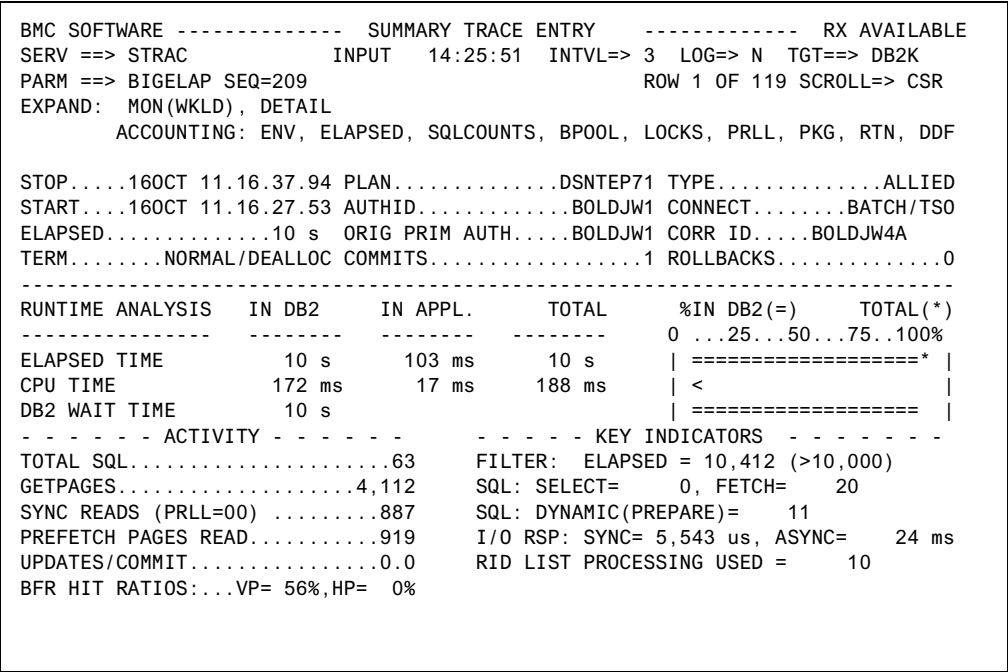 BMC SOFTWARE -------------- SUMMARY TRACE ENTRY ------------- RX AVAILABLE
SERV ==> STRAC INPUT 14:25:51 INTVL=> 3 LOG=> N TGT==> DB2K
PARM ==> BIGELAP SEQ=209 ROW 1 OF 119 SCROLL=> CSR
EXPAND: MON(WKLD), DETAIL
ACCOUNTING: ENV, ELAPSED, SQLCOUNTS, BPOOL, LOCKS, PRLL, PKG, RTN, DDF
STOP.....16OCT 11.16.37.94 PLAN..............DSNTEP71 TYPE..............ALLIED
START....16OCT 11.16.27.53 AUTHID.............BOLDJW1 CONNECT........BATCH/TSO
ELAPSED..............10 s ORIG PRIM AUTH.....BOLDJW1 CORR ID.....BOLDJW4A
TERM........NORMAL/DEALLOC COMMITS..................1 ROLLBACKS..............0
-------------------------------------------------------------------------------
RUNTIME ANALYSIS IN DB2 IN APPL. TOTAL %IN DB2(=) TOTAL(*)
---------------- -------- -------- -------- 0 ...25...50...75..100%
ELAPSED TIME 10 s 103 ms 10 s | ===================* |
CPU TIME 172 ms 17 ms 188 ms | < |
DB2 WAIT TIME 10 s | =================== |
- - - - - - ACTIVITY - - - - - - - - - - - KEY INDICATORS - - - - - - -
TOTAL SQL......................63 FILTER: ELAPSED = 10,412 (>10,000)
GETPAGES....................4,112 SQL: SELECT= 0, FETCH= 20
SYNC READS (PRLL=00) .........887 SQL: DYNAMIC(PREPARE)= 11
PREFETCH PAGES READ...........919 I/O RSP: SYNC= 5,543 us, ASYNC= 24 ms
UPDATES/COMMIT................0.0 RID LIST PROCESSING USED = 10
BFR HIT RATIOS:...VP= 56%,HP= 0%